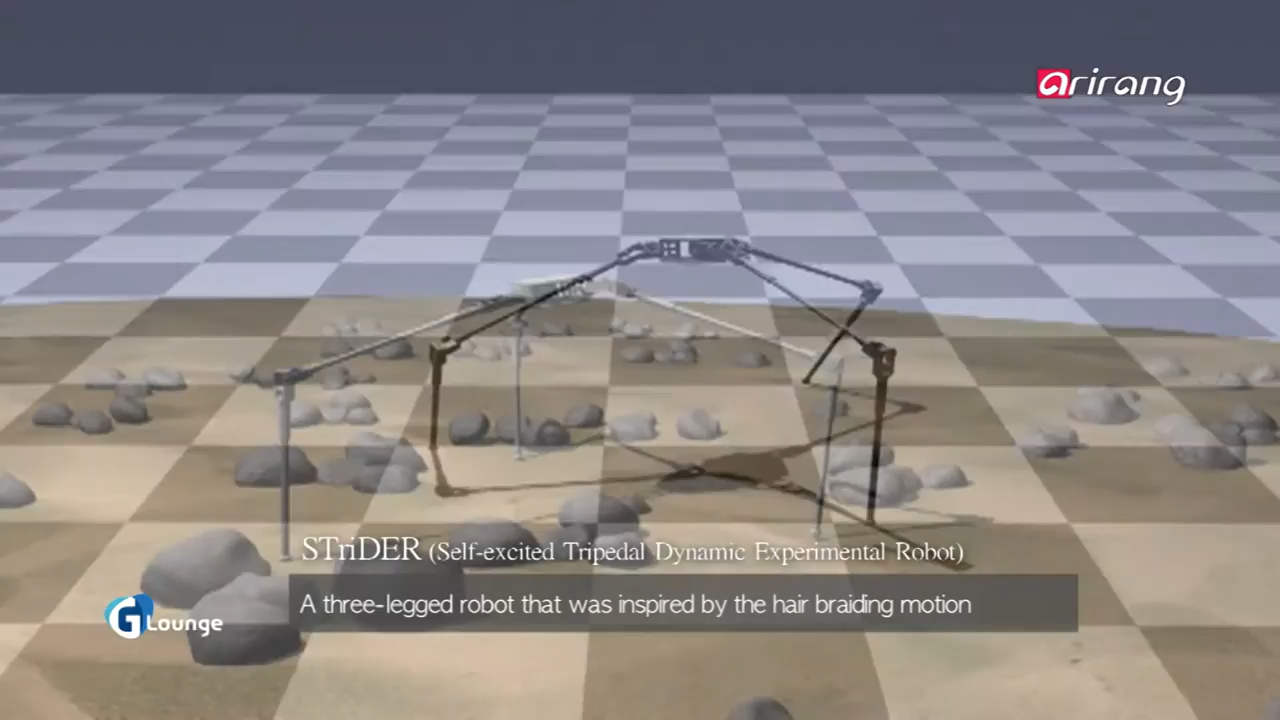 arirang
STriDER (Self-excited Tripedal Dynamic Experimental Robot)
A three-legged robot that was inspired by the hair braiding motion
G Lounge